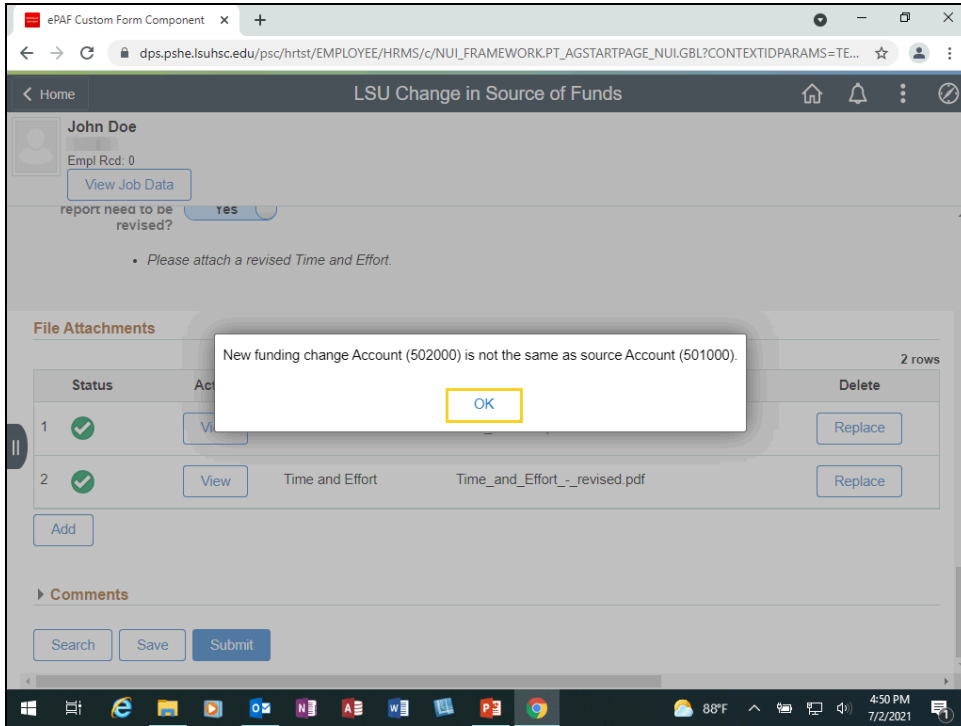 ePAF Custom Form Component
dps.pshe.lsuhsc.edu/psc/hrtst/EMPLOYEE/HRMS/c/NUI_FRAMEWORK.PT_AGSTARTPAGE_NUI.GBL?CONTEXTIDPARAMS=TE...
Home
LSU Change in Source of Funds
John Doe
Empl Rcd: 0
View Job Data
report need to be
Yes
revised?
• Please attach a revised Time and Effort.
File Attachments
New funding change Account (502000) is not the same as source Account (501000).
OK
2 rows
Status
Delete
1
Replace
2
View
Time and Effort
Time_and_Effort_-_revised.pdf
Replace
Add
Comments
Search
Save
Submit
88°F
4:50 PM
7/2/2021